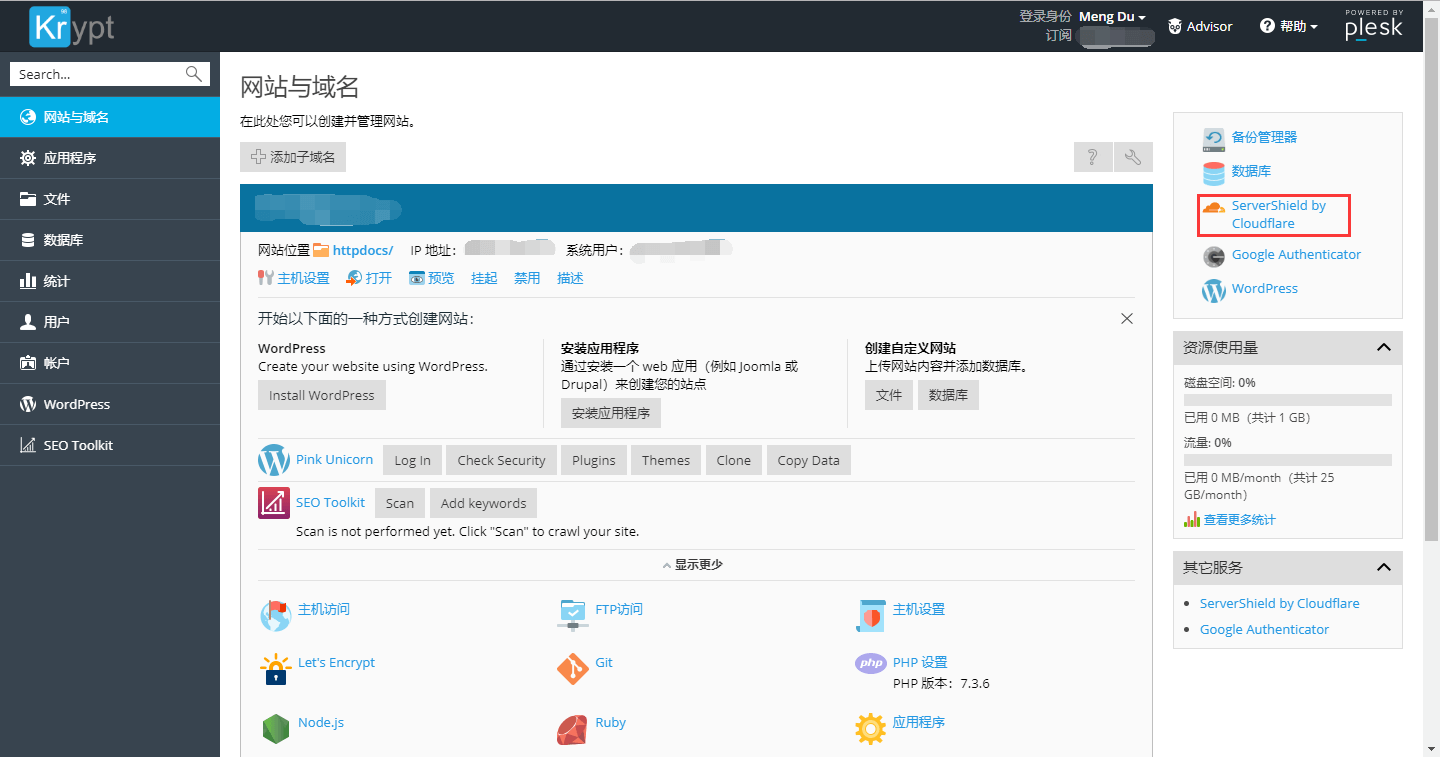 Krypt
登录身份 Meng Du
订阅
Advisor
帮助
POWERED BY
plesk
Search...
网站与域名
应用程序
文件
数据库
统计
用户
帐户
WordPress
SEO Toolkit
网站与域名
在此处您可以创建并管理网站。
添加子域名
?
网站位置 httpdocs/ IP 地址: 系统用户:
主机设置 打开 预览 挂起 禁用 描述
开始以下面的一种方式创建网站:
WordPress
Create your website using WordPress.
Install WordPress
安装应用程序
通过安装一个 web 应用（例如 Joomla 或
Drupal）来创建您的站点
安装应用程序
创建自定义网站
上传网站内容并添加数据库。
文件 数据库
Pink Unicorn Log In Check Security Plugins Themes Clone Copy Data
SEO Toolkit Scan Add keywords
Scan is not performed yet. Click "Scan" to crawl your site.
显示更少
主机访问 FTP访问 主机设置
Let's Encrypt Git php PHP 设置
PHP 版本: 7.3.6
Node.js Ruby 应用程序
备份管理器
数据库
ServerShield by
Cloudflare
Google Authenticator
WordPress
资源使用量
磁盘空间: 0%
已用 0 MB（共计 1 GB）
流量: 0%
已用 0 MB/month（共计 25
GB/month）
查看更多统计
其它服务
ServerShield by Cloudflare
Google Authenticator